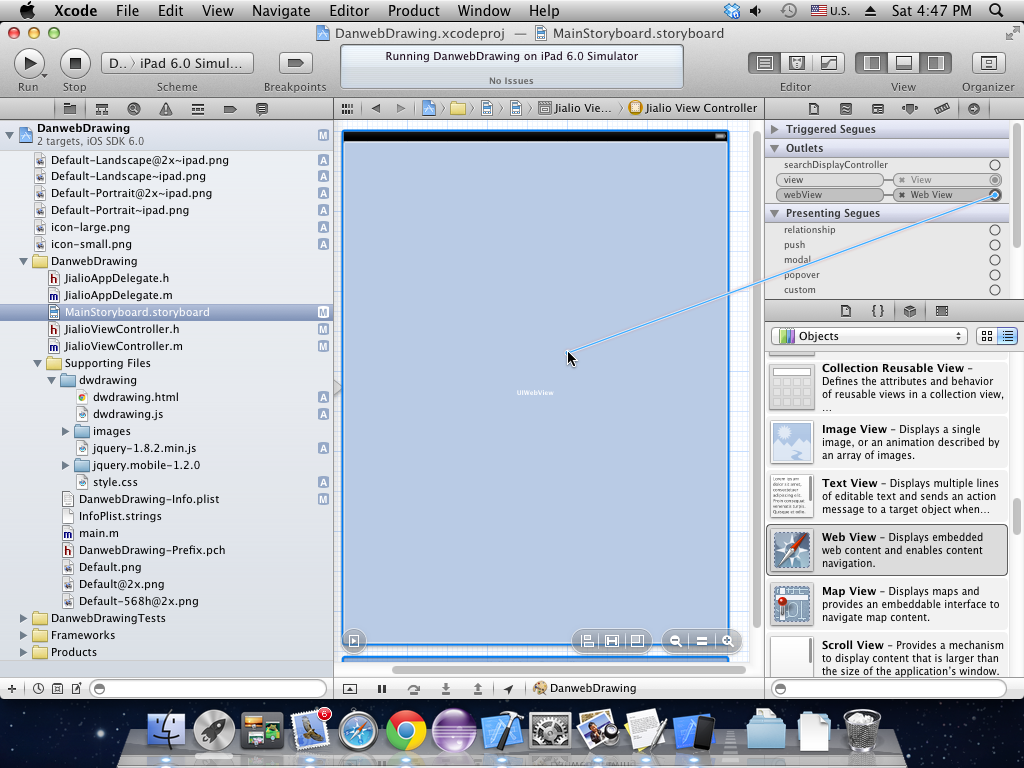 Xcode File Edit View Navigate Editor Product Window Help U.S. Sat 4:47 PM
DanwebDrawing.xcodeproj — MainStoryboard.storyboard
D.. iPad 6.0 Simul...
Running DanwebDrawing on iPad 6.0 Simulator
No Issues
Run Stop Scheme Breakpoints Editor View Organizer
Jialio Vie... Jialio View Controller
DanwebDrawing M
2 targets, iOS SDK 6.0
Default-Landscape@2x~ipad.png A
Default-Landscape~ipad.png A
Default-Portrait@2x~ipad.png A
Default-Portrait~ipad.png A
icon-large.png A
icon-small.png A
DanwebDrawing
JialioAppDelegate.h
JialioAppDelegate.m
MainStoryboard.storyboard M
JialioViewController.h M
JialioViewController.m M
Supporting Files
dwdrawing
dwdrawing.html A
dwdrawing.js A
images
jquery-1.8.2.min.js A
jquery.mobile-1.2.0
style.css A
DanwebDrawing-Info.plist M
InfoPlist.strings
main.m
DanwebDrawing-Prefix.pch
Default.png
Default@2x.png
Default-568h@2x.png
DanwebDrawingTests
Frameworks
Products
UIWebView
DanwebDrawing
Triggered Segues
Outlets
searchDisplayController
view View
webView Web View
Presenting Segues
relationship
push
modal
popover
custom
{ }
Objects
Collection Reusable View –
Defines the attributes and behavior
of reusable views in a collection view,
...
Image View – Displays a single
image, or an animation described by
an array of images.
Text View – Displays multiple lines
of editable text and sends an action
message to a target object when...
Web View – Displays embedded
web content and enables content
navigation.
Map View – Displays maps and
provides an embeddable interface to
navigate map content.
Scroll View – Provides a mechanism
to display content that is larger than
the size of the application's window.
6